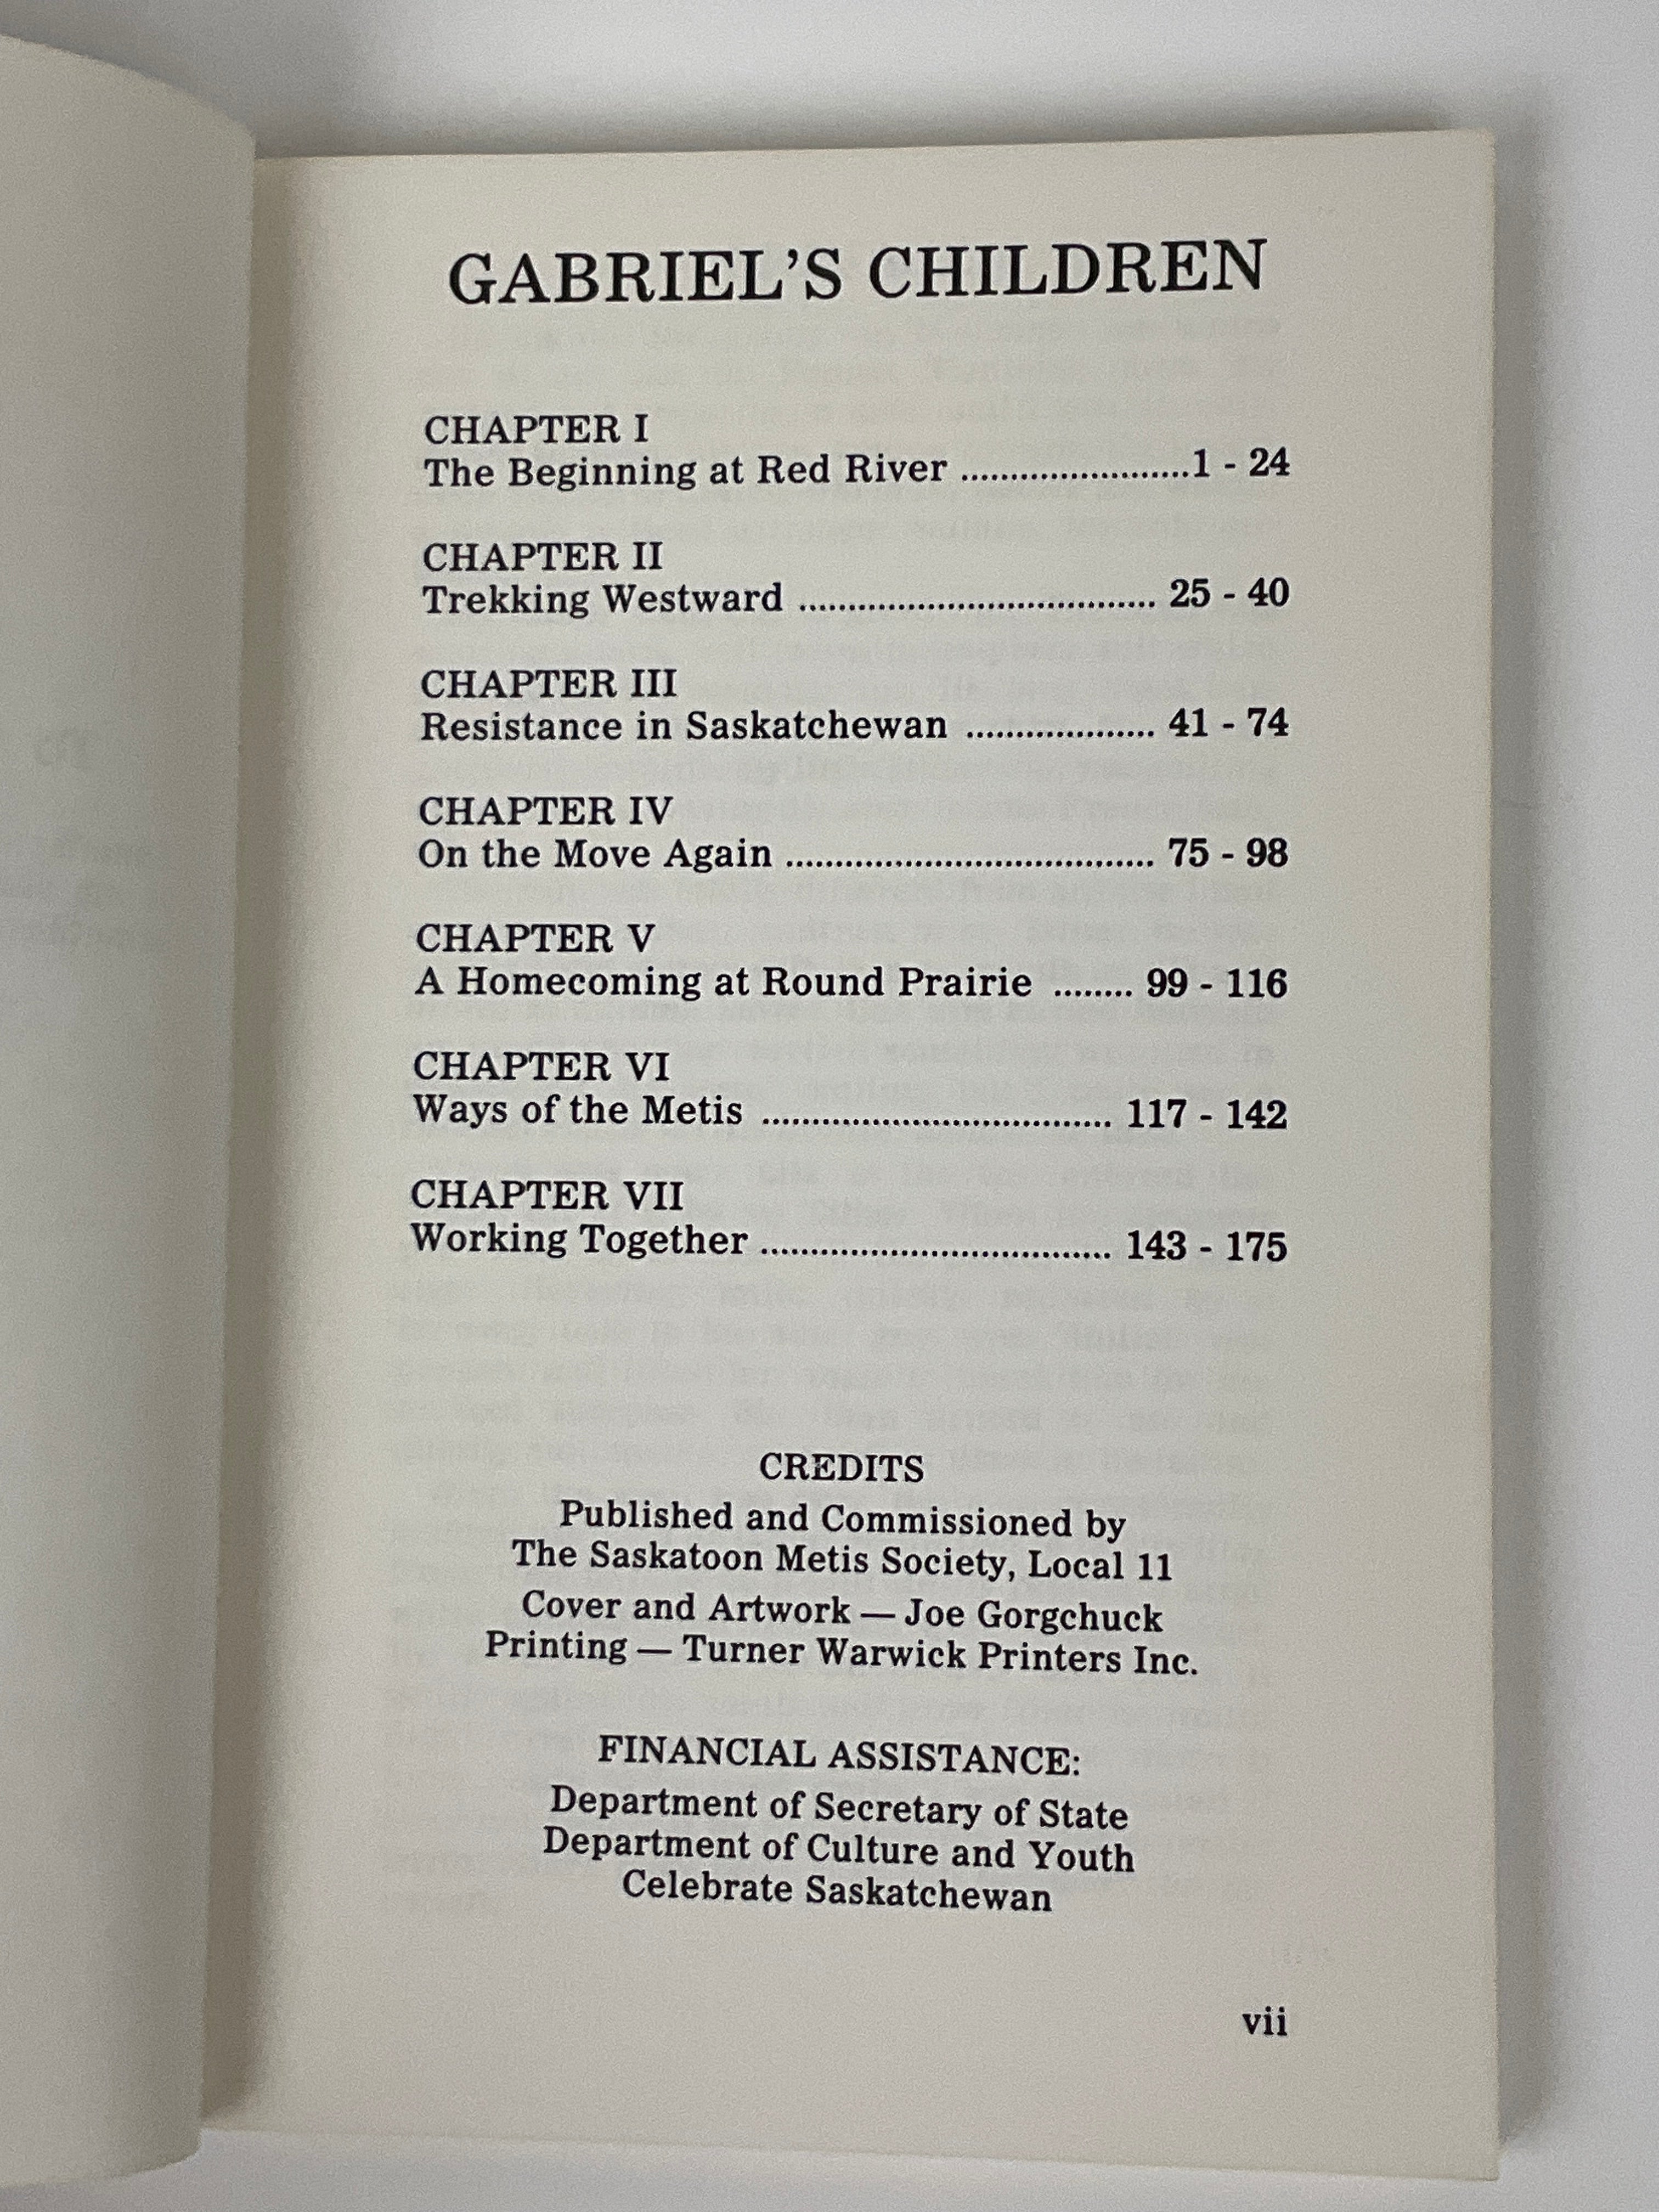 GABRIEL'S CHILDREN
CHAPTER I
The Beginning at Red River .......................1 - 24
CHAPTER II
Trekking Westward .................................... 25 - 40
CHAPTER III
Resistance in Saskatchewan ................... 41 - 74
CHAPTER IV
On the Move Again ..................................... 75 - 98
CHAPTER V
A Homecoming at Round Prairie ........ 99 - 116
CHAPTER VI
Ways of the Metis ................................... 117 - 142
CHAPTER VII
Working Together ................................... 143 - 175
CREDITS
Published and Commissioned by
The Saskatoon Metis Society, Local 11
Cover and Artwork — Joe Gorgchuck
Printing — Turner Warwick Printers Inc.
FINANCIAL ASSISTANCE:
Department of Secretary of State
Department of Culture and Youth
Celebrate Saskatchewan
vii